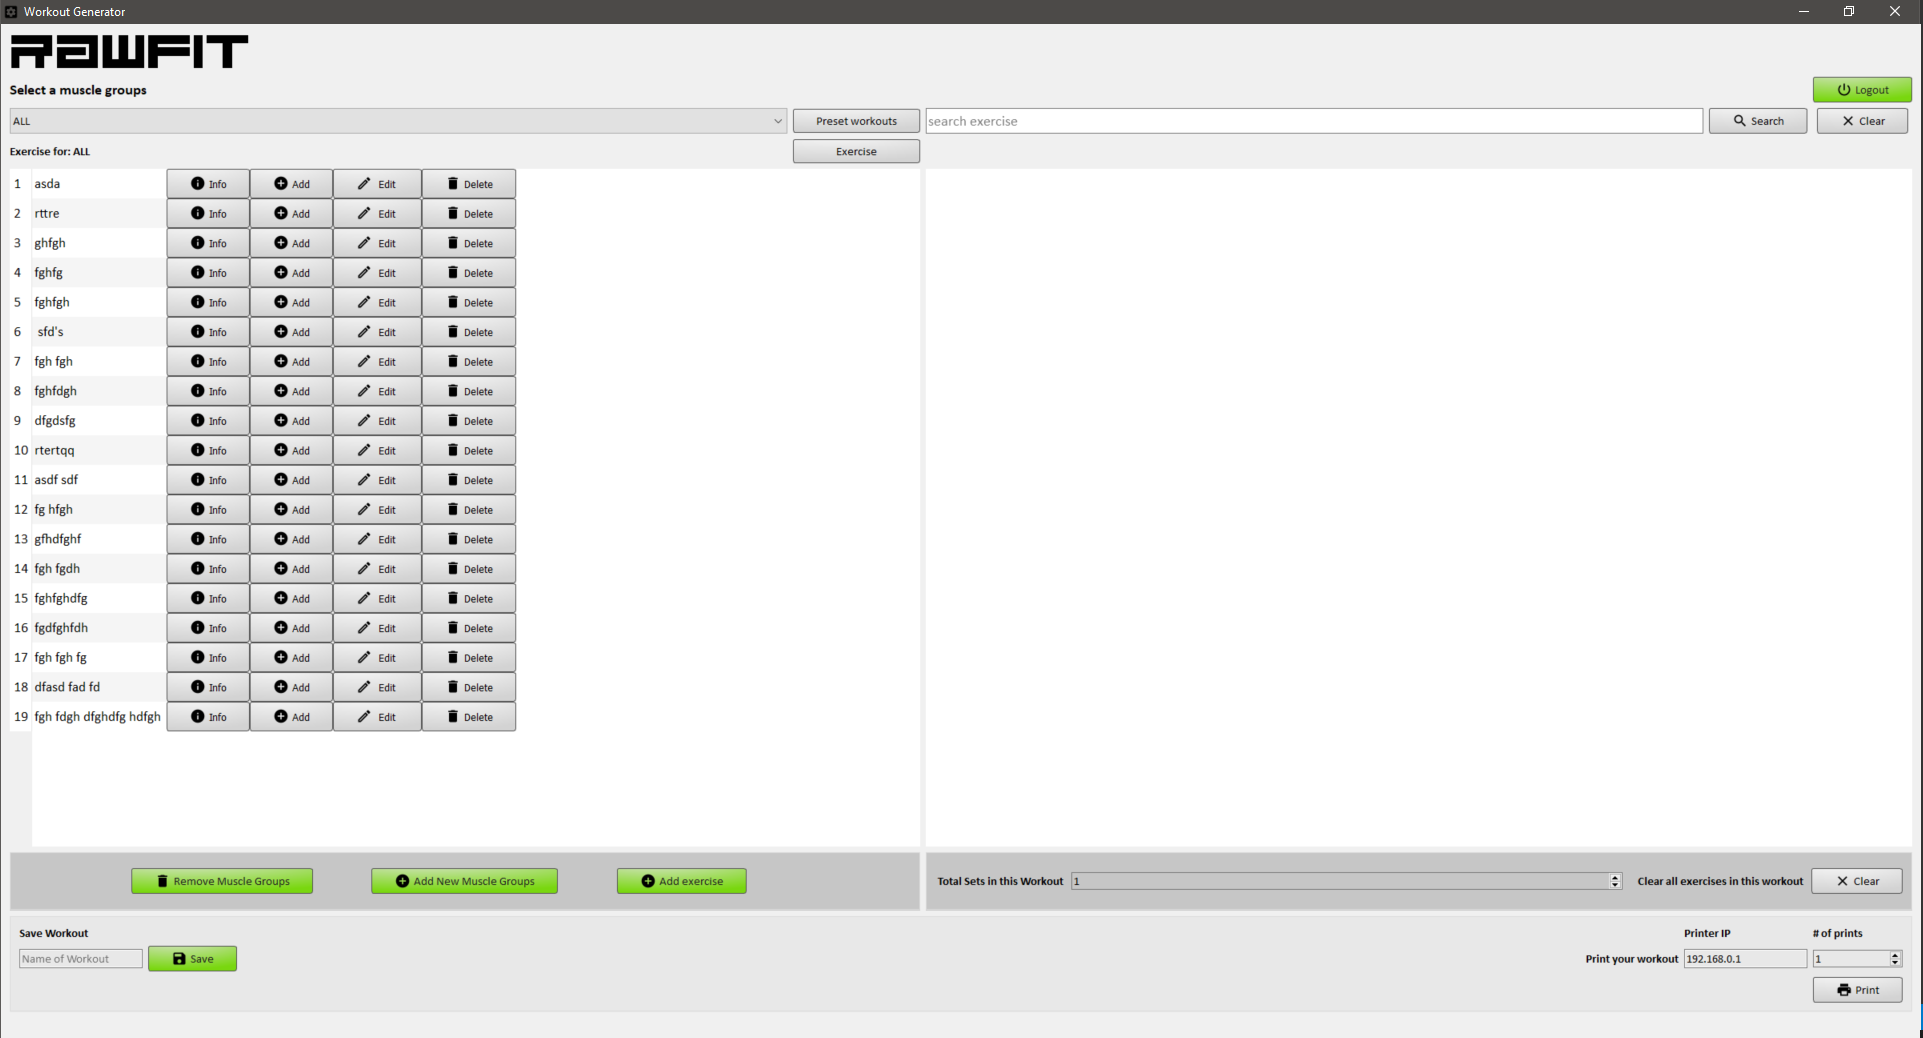 Workout Generator
RAWFIT
Select a muscle groups
Logout
ALL
Preset workouts
search exercise
Search
Clear
Exercise for: ALL
Exercise
1 asda Info Add Edit Delete
2 rttre Info Add Edit Delete
3 ghfgh Info Add Edit Delete
4 fghfg Info Add Edit Delete
5 fghfgh Info Add Edit Delete
6 sfd's Info Add Edit Delete
7 fgh fgh Info Add Edit Delete
8 fghfdgh Info Add Edit Delete
9 dfgdsfg Info Add Edit Delete
10 rtertqq Info Add Edit Delete
11 asdf sdf Info Add Edit Delete
12 fg hfgh Info Add Edit Delete
13 gfhdfghf Info Add Edit Delete
14 fgh fgdh Info Add Edit Delete
15 fghfghdfg Info Add Edit Delete
16 fgdfghfdh Info Add Edit Delete
17 fgh fgh fg Info Add Edit Delete
18 dfasd fad fd Info Add Edit Delete
19 fgh fdgh dfghdfg hdfgh Info Add Edit Delete
Remove Muscle Groups
Add New Muscle Groups
Add exercise
Total Sets in this Workout 1
Clear all exercises in this workout
Clear
Save Workout
Name of Workout
Save
Printer IP
# of prints
Print your workout 192.168.0.1 1
Print